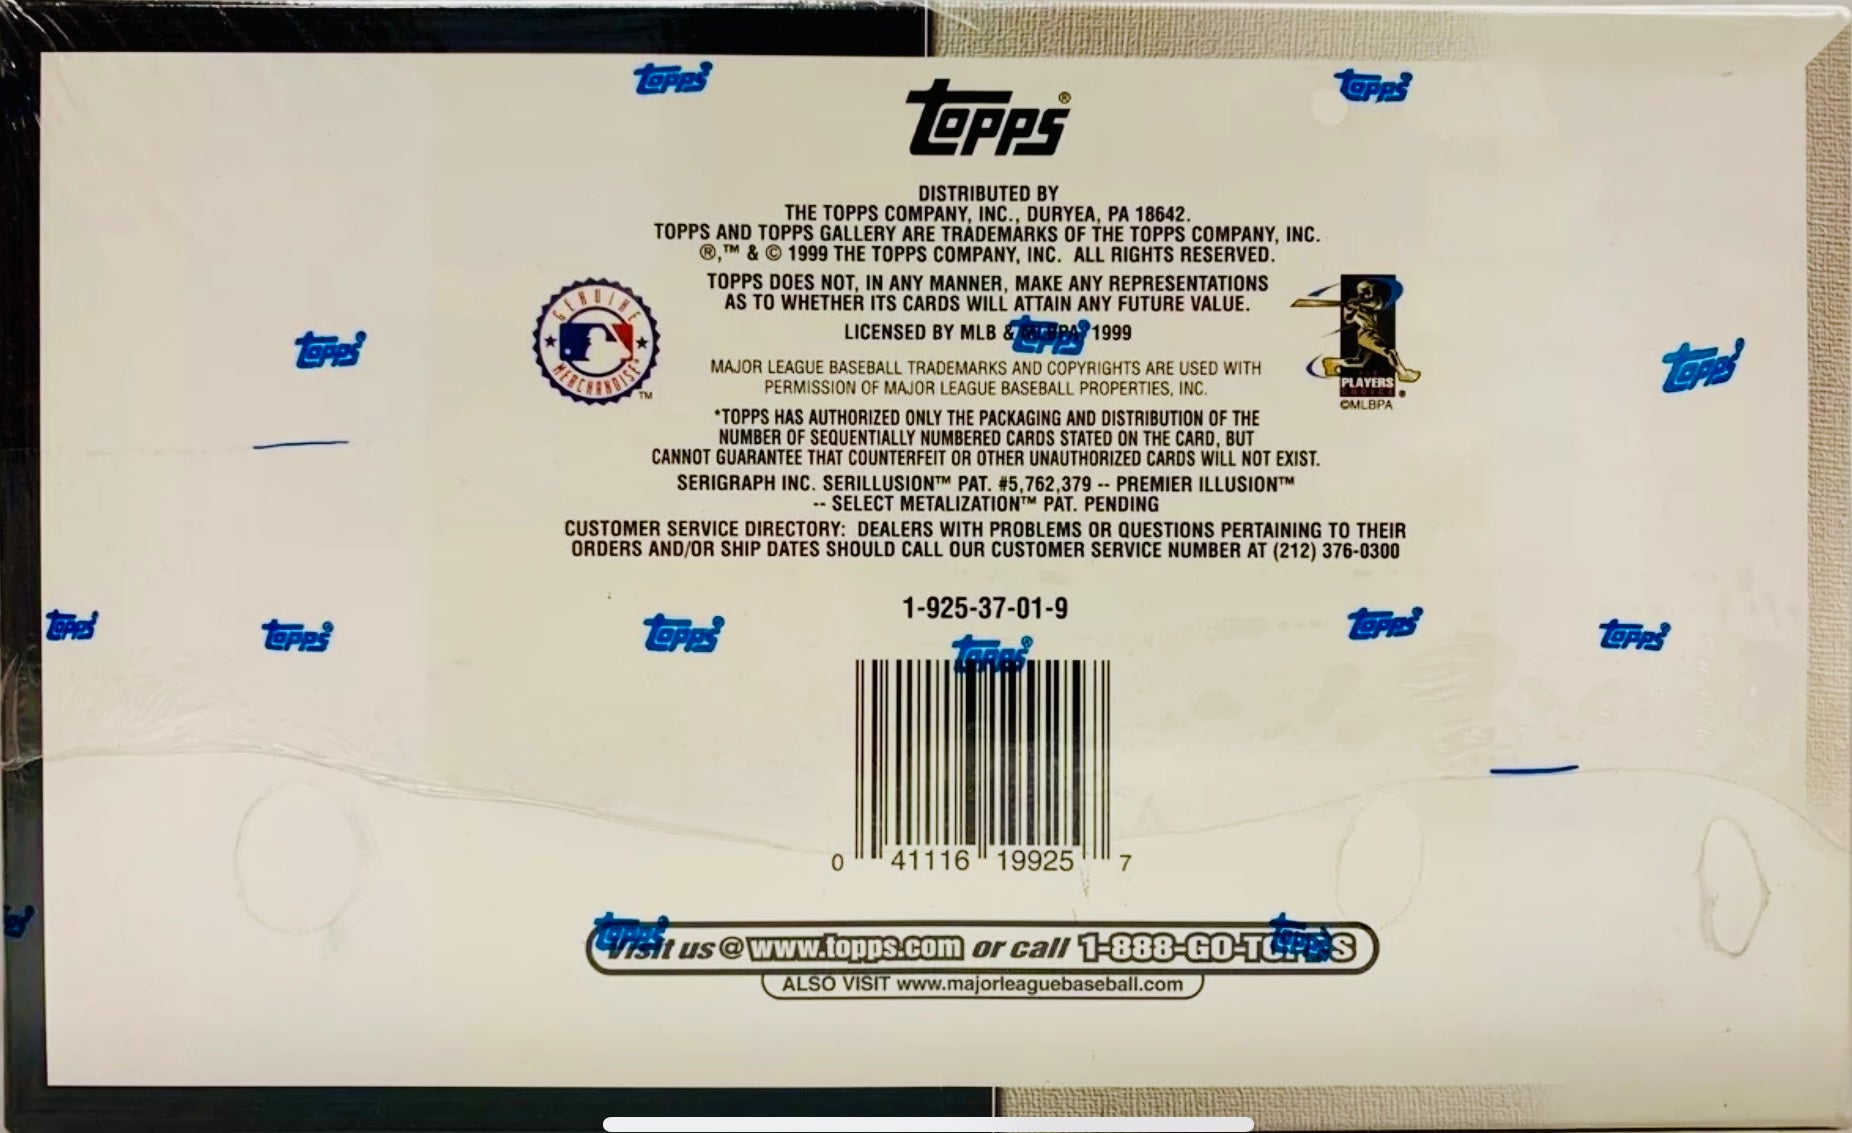 Topps
Topps
Topps®
DISTRIBUTED BY
THE TOPPS COMPANY, INC., DURYEA, PA 18642.
TOPPS AND TOPPS GALLERY ARE TRADEMARKS OF THE TOPPS COMPANY, INC.
®,™ & © 1999 THE TOPPS COMPANY, INC. ALL RIGHTS RESERVED.
TOPPS DOES NOT, IN ANY MANNER, MAKE ANY REPRESENTATIONS
AS TO WHETHER ITS CARDS WILL ATTAIN ANY FUTURE VALUE.
LICENSED BY MLB & MLBPA 1999
Topps
MAJOR LEAGUE BASEBALL TRADEMARKS AND COPYRIGHTS ARE USED WITH
PERMISSION OF MAJOR LEAGUE BASEBALL PROPERTIES, INC.
GENUINE
MERCHANDISE
™
PLAYERS
CHOICE
©MLBPA
Topps
Topps
*TOPPS HAS AUTHORIZED ONLY THE PACKAGING AND DISTRIBUTION OF THE
NUMBER OF SEQUENTIALLY NUMBERED CARDS STATED ON THE CARD, BUT
CANNOT GUARANTEE THAT COUNTERFEIT OR OTHER UNAUTHORIZED CARDS WILL NOT EXIST.
SERIGRAPH INC. SERILLUSION™ PAT. #5,762,379 -- PREMIER ILLUSION™
-- SELECT METALIZATION™ PAT. PENDING
CUSTOMER SERVICE DIRECTORY: DEALERS WITH PROBLEMS OR QUESTIONS PERTAINING TO THEIR
ORDERS AND/OR SHIP DATES SHOULD CALL OUR CUSTOMER SERVICE NUMBER AT (212) 376-0300
1-925-37-01-9
Topps
Topps
Topps
Topps®
Topps
Topps
0 41116 19925 7
Topps
Topps
Visit us @ www.topps.com or call 1-888-GO-TOPPS
ALSO VISIT www.majorleaguebaseball.com